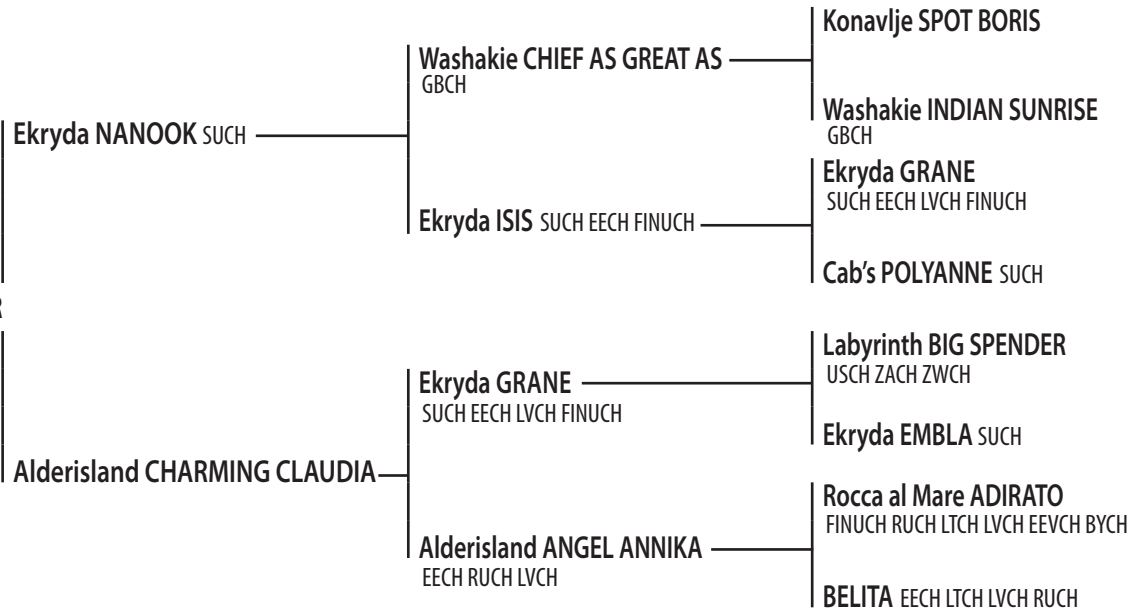 Konavlje SPOT BORIS
Washakie CHIEF AS GREAT AS
GBCH
Washakie INDIAN SUNRISE
GBCH
Ekryda NANOOK SUCH
Ekryda GRANE
SUCH EECH LVCH FINUCH
Ekryda ISIS SUCH EECH FINUCH
Cab's POLYANNE SUCH
Labyrinth BIG SPENDER
USCH ZACH ZWCH
Ekryda GRANE
SUCH EECH LVCH FINUCH
Ekryda EMBLA SUCH
Alderisland CHARMING CLAUDIA
Rocca al Mare ADIRATO
FINUCH RUCH LTCH LVCH EEVCH BYCH
Alderisland ANGEL ANNIKA
EECH RUCH LVCH
BELITA EECH LTCH LVCH RUCH